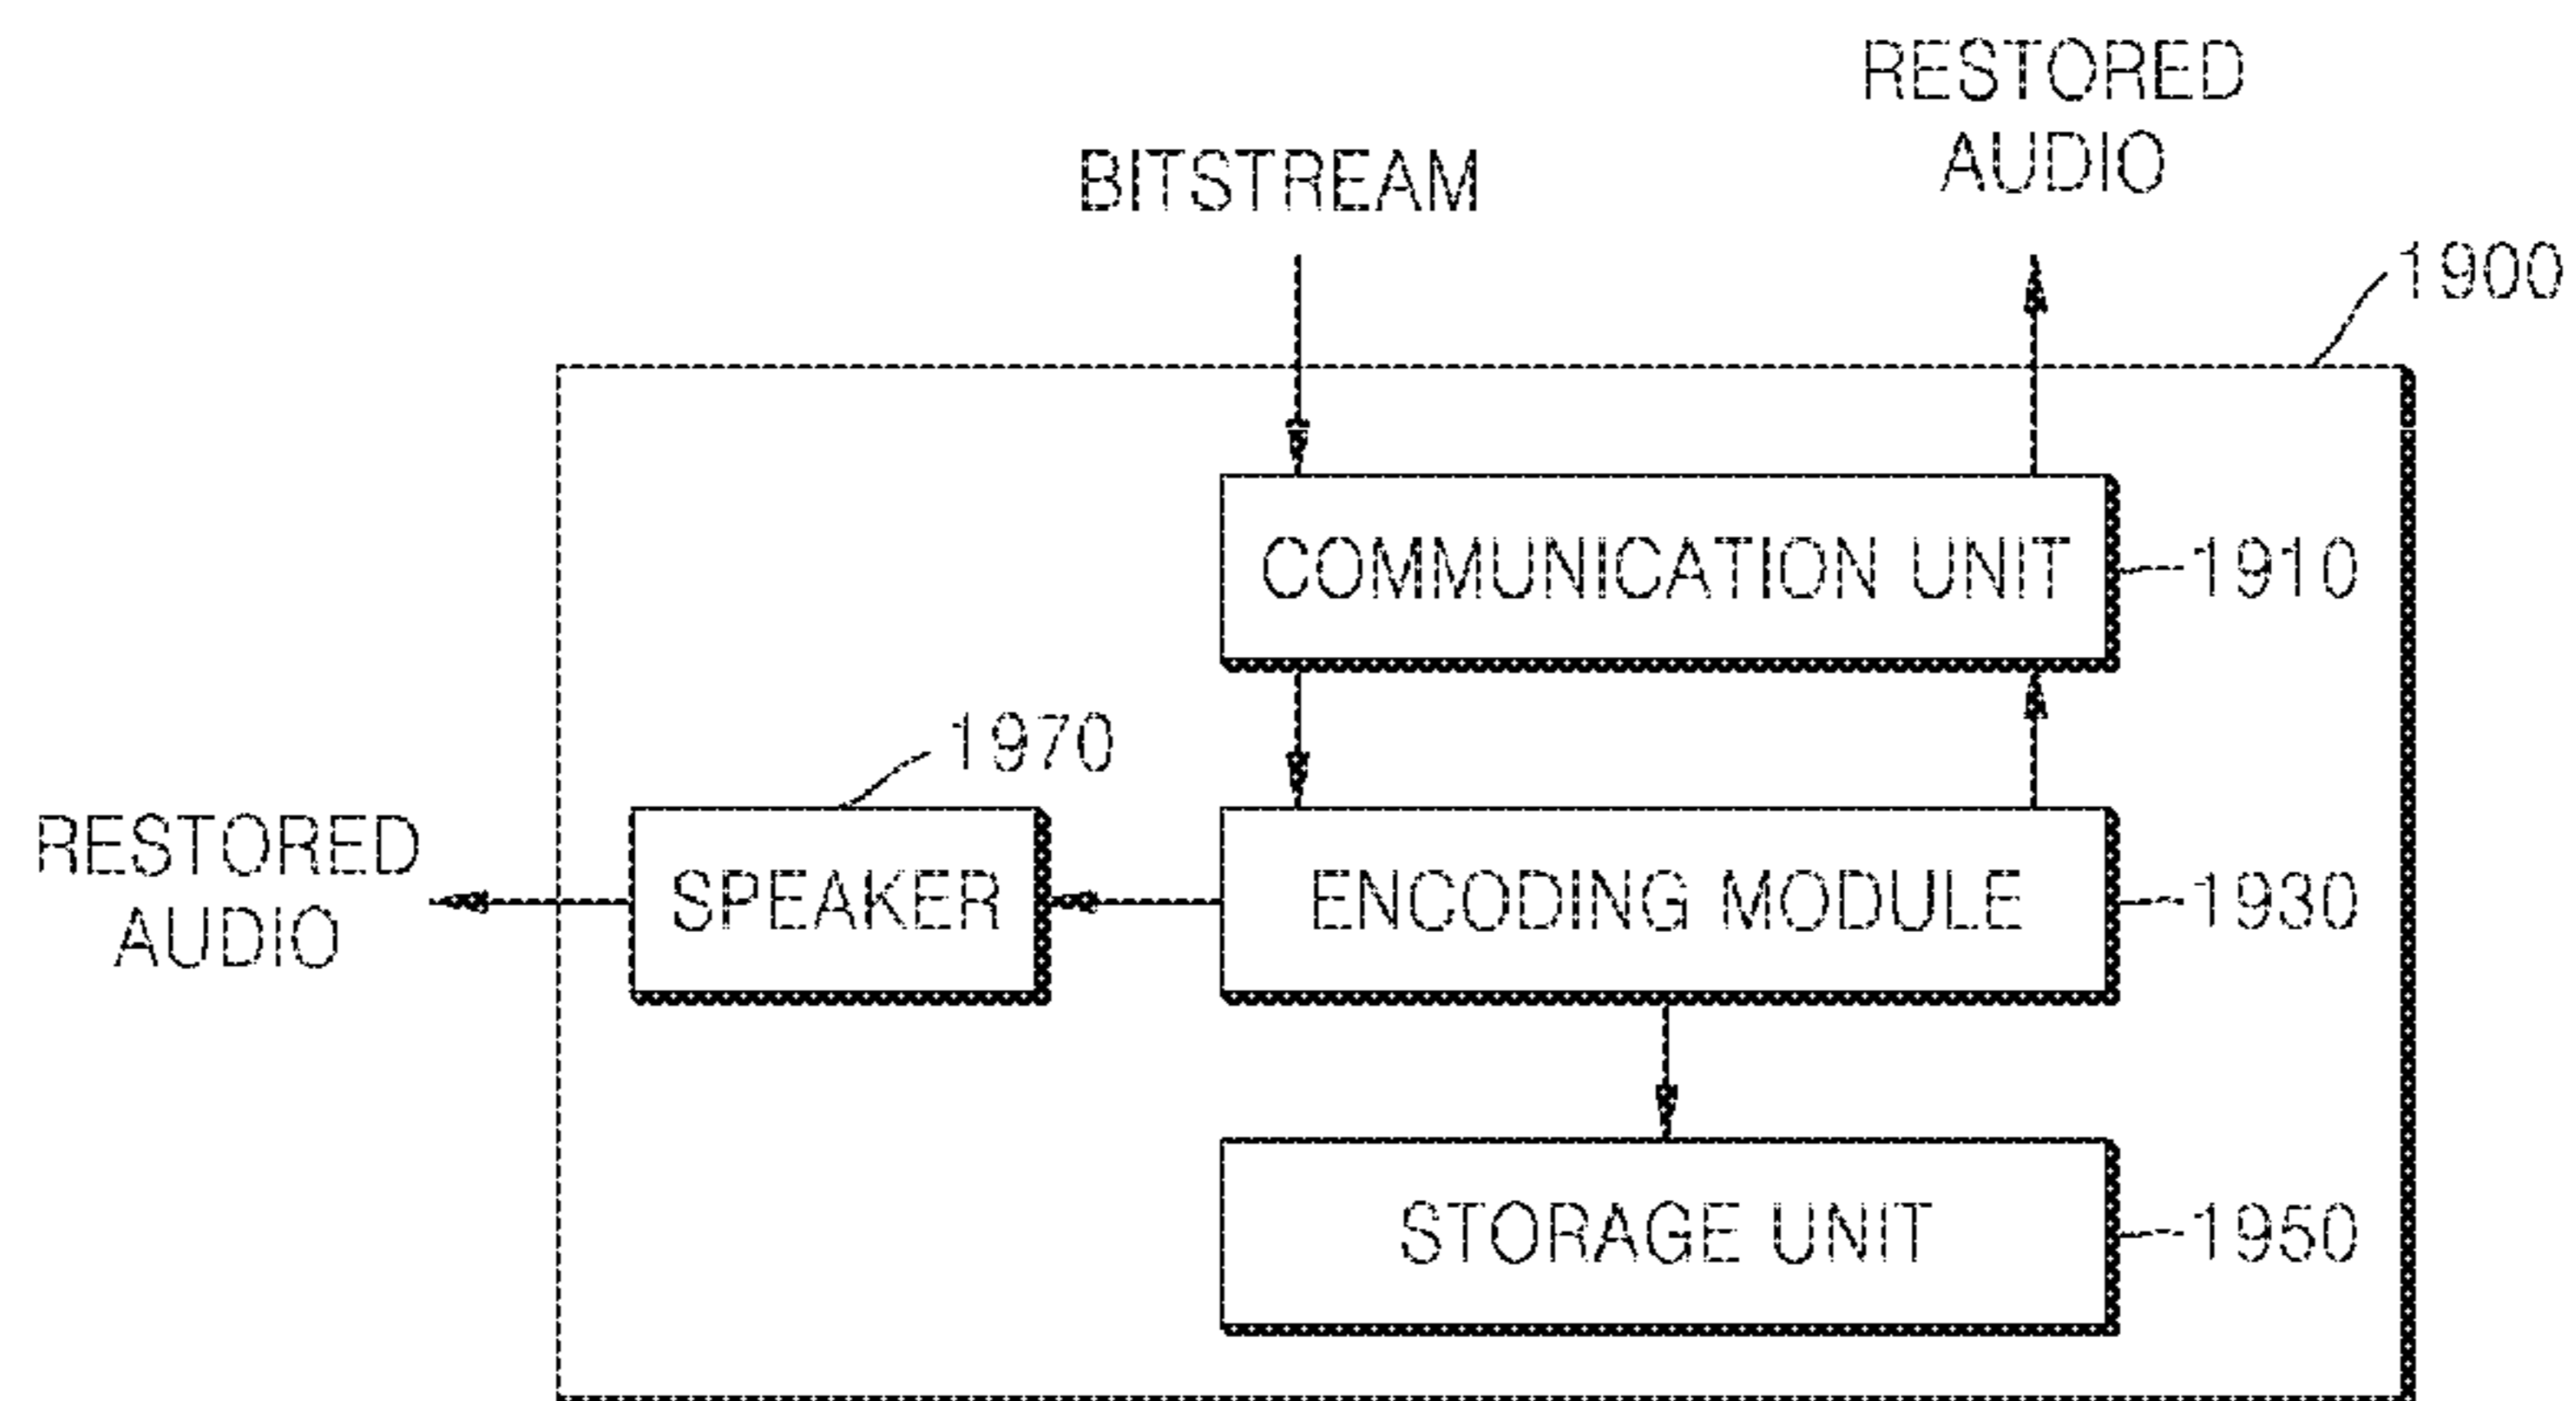 RESTORED
AUDIO
BITSTREAM
1900
COMMUNICATION UNIT
1910
1970
RESTORED
AUDIO
SPEAKER
ENCODING MODULE
1930
STORAGE UNIT
1950